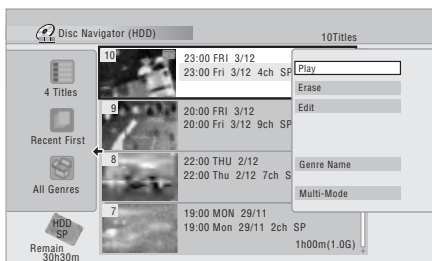 Disc Navigator (HDD)
10Titles
4 Titles
Recent First
All Genres
HDD
SP
Remain
30h30m
10
23:00 FRI 3/12
23:00 Fri 3/12 4ch SP
9
20:00 FRI 3/12
20:00 Fri 3/12 9ch SP
8
22:00 THU 2/12
22:00 Thu 2/12 7ch S
7
19:00 MON 29/11
19:00 Mon 29/11 2ch SP
1h00m(1.0G)
Play
Erase
Edit
Genre Name
Multi-Mode